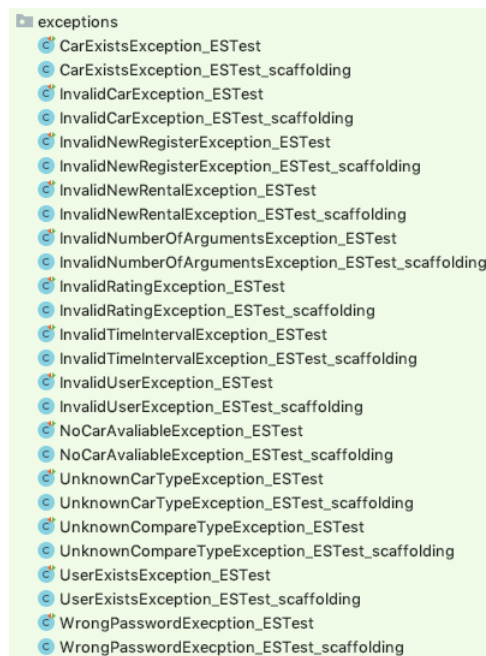 exceptions
CarExistsException_ESTest
CarExistsException_ESTest_scaffolding
InvalidCarException_ESTest
InvalidCarException_ESTest_scaffolding
InvalidNewRegisterException_ESTest
InvalidNewRegisterException_ESTest_scaffolding
InvalidNewRentalException_ESTest
InvalidNewRentalException_ESTest_scaffolding
InvalidNumberOfArgumentsException_ESTest
InvalidNumberOfArgumentsException_ESTest_scaffolding
InvalidRatingException_ESTest
InvalidRatingException_ESTest_scaffolding
InvalidTimeIntervalException_ESTest
InvalidTimeIntervalException_ESTest_scaffolding
InvalidUserException_ESTest
InvalidUserException_ESTest_scaffolding
NoCarAvaliableException_ESTest
NoCarAvaliableException_ESTest_scaffolding
UnknownCarTypeException_ESTest
UnknownCarTypeException_ESTest_scaffolding
UnknownCompareTypeException_ESTest
UnknownCompareTypeException_ESTest_scaffolding
UserExistsException_ESTest
UserExistsException_ESTest_scaffolding
WrongPasswordExecption_ESTest
WrongPasswordExecption_ESTest_scaffolding